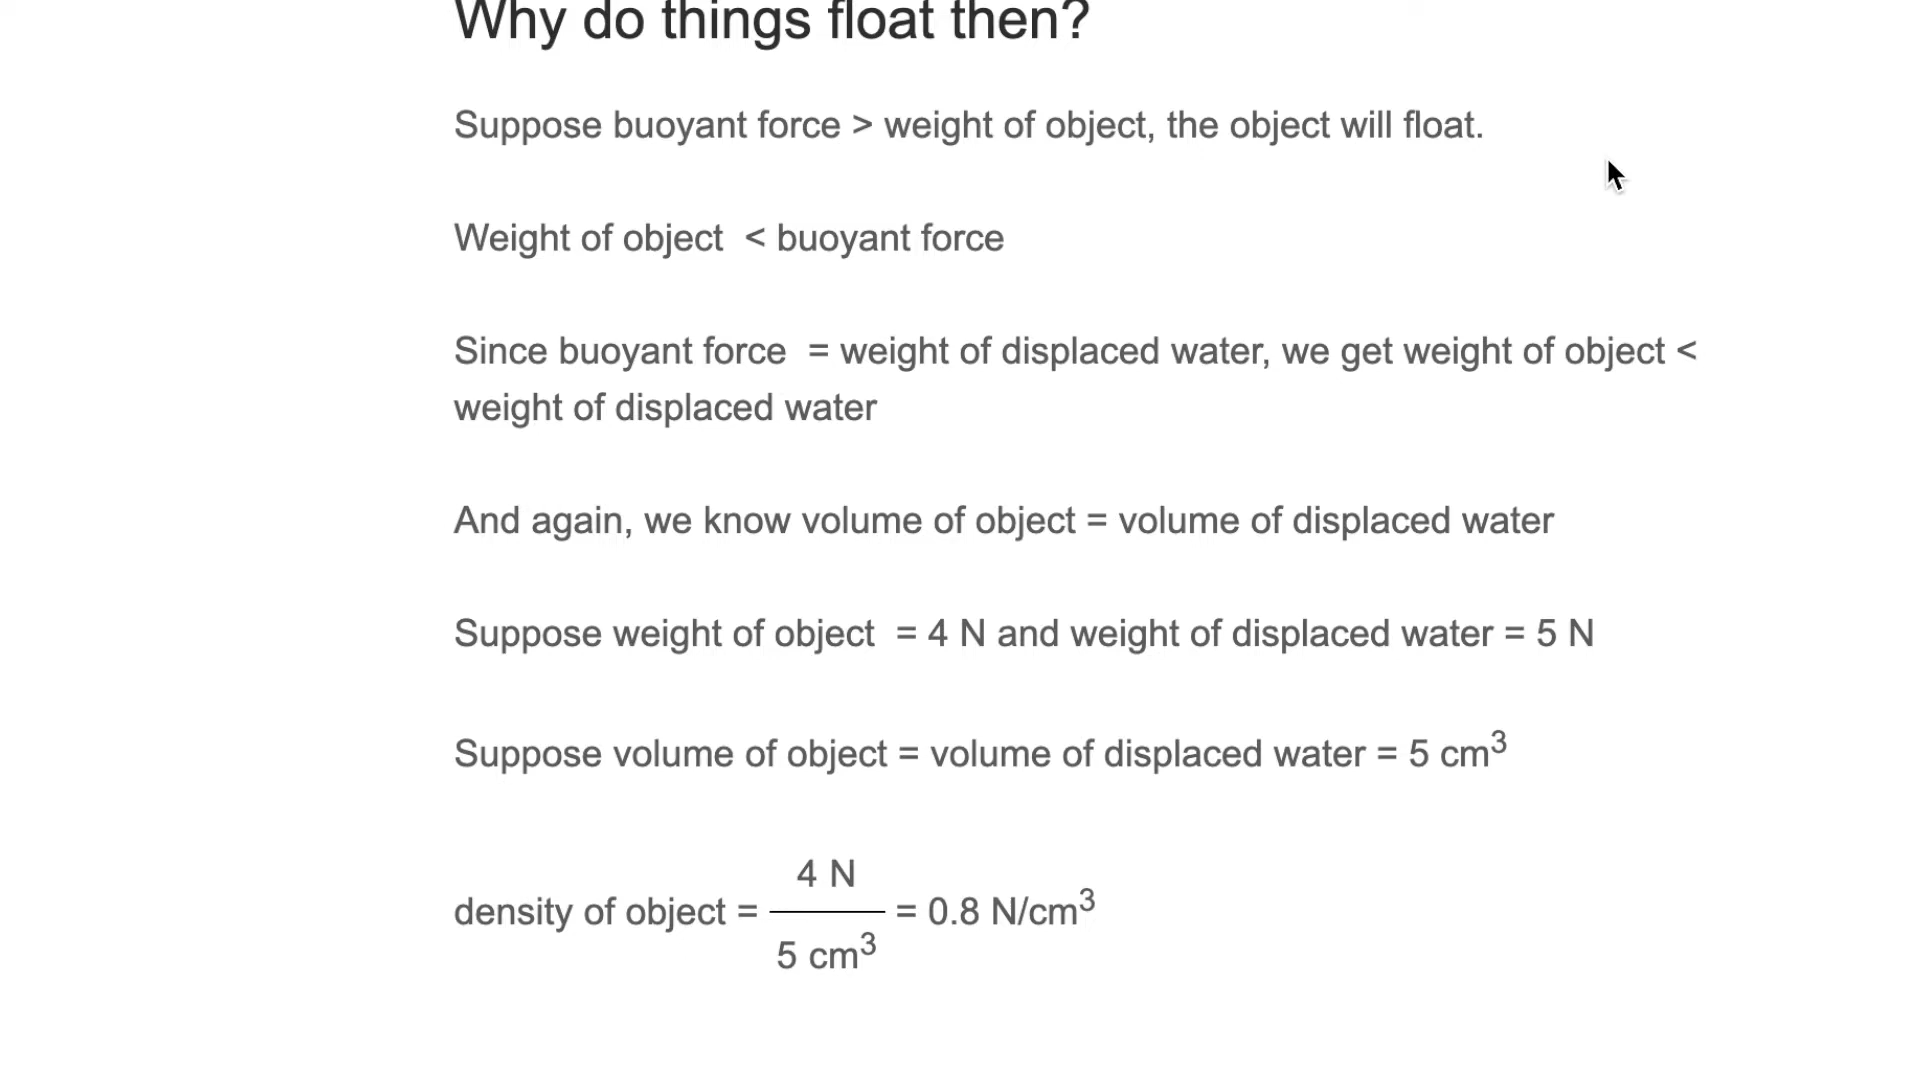 Why do things float then?
Suppose buoyant force > weight of object, the object will float.
Weight of object < buoyant force
Since buoyant force = weight of displaced water, we get weight of object <
weight of displaced water
And again, we know volume of object = volume of displaced water
Suppose weight of object = 4 N and weight of displaced water = 5 N
Suppose volume of object = volume of displaced water = 5 cm³
4 N
density of object = = 0.8 N/cm³
5 cm³